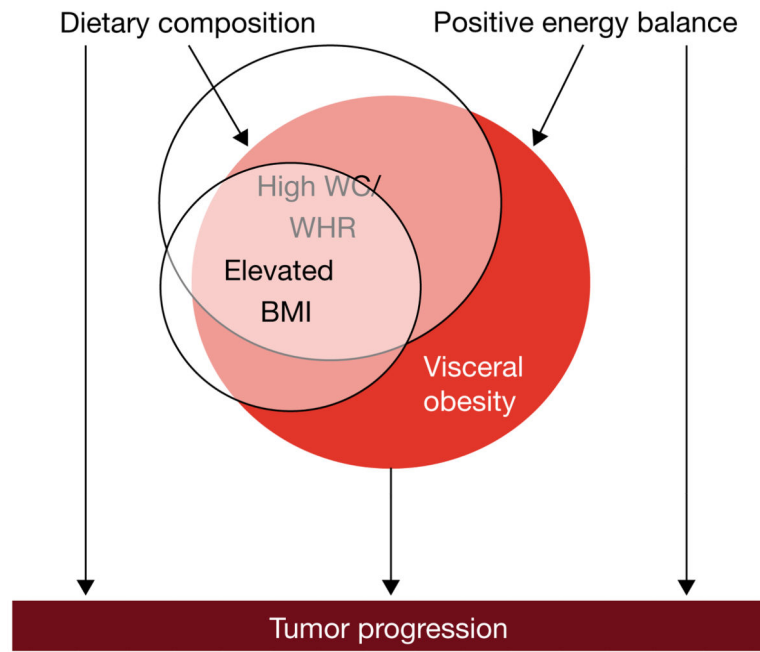 Dietary composition
Positive energy balance
High WC/
WHR
Elevated
BMI
Visceral
obesity
Tumor progression